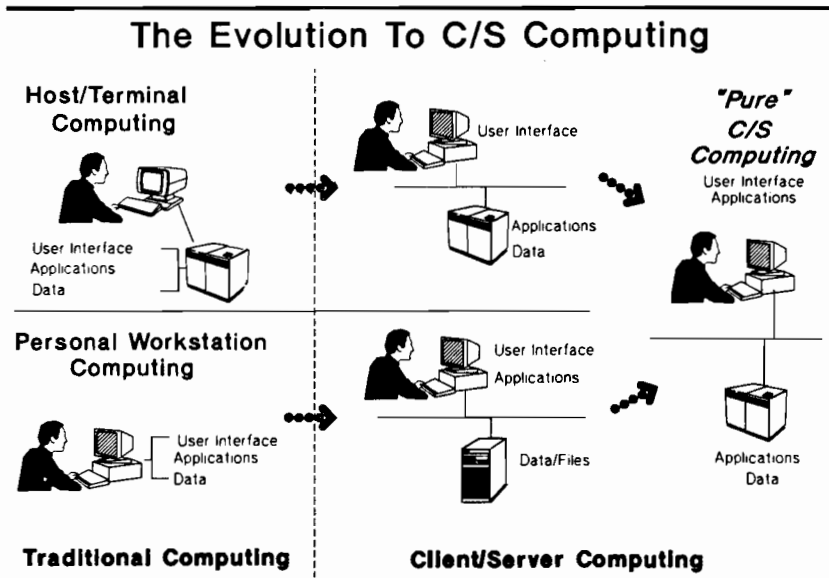 The Evolution To C/S Computing
Host/Terminal
Computing
User Interface
Applications
Data
User Interface
Applications
Data
"Pure"
C/S
Computing
User Interface
Applications
Applications
Data
Personal Workstation
Computing
User Interface
Applications
Data
User Interface
Applications
Data/Files
Traditional Computing
Client/Server Computing